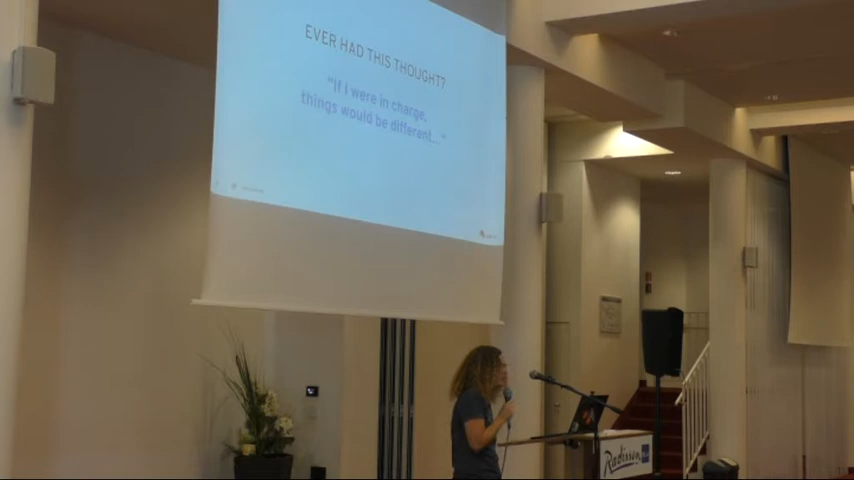 EVER HAD THIS THOUGHT?
"If i were in charge,
things would be different..."
Radisson